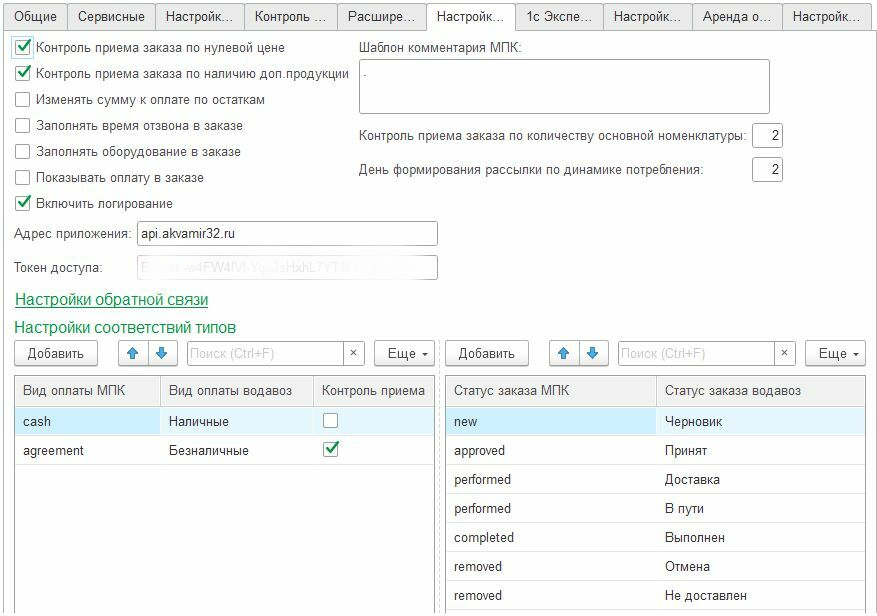 Общие Сервисные Настройк... Контроль ... Расшире... Настройк... 1с Экспе... Настройк... Аренда о... Настройк...
Контроль приема заказа по нулевой цене
Контроль приема заказа по наличию доп.продукции
Изменять сумму к оплате по остаткам
Заполнять время отзвона в заказе
Заполнять оборудование в заказе
Показывать оплату в заказе
Включить логирование
Шаблон комментария МПК:
.
Контроль приема заказа по количеству основной номенклатуры: 2
День формирования рассылки по динамике потребления: 2
Адрес приложения: api.akvamir32.ru
Токен доступа:
Настройки обратной связи
Настройки соответствий типов
Добавить Поиск (Ctrl+F) × Еще
Вид оплаты МПК Вид оплаты водавоз Контроль приема
cash Наличные
agreement Безналичные
Добавить Поиск (Ctrl+F) × Еще
Статус заказа МПК Статус заказа водавоз
new Черновик
approved Принят
performed Доставка
performed В пути
completed Выполнен
removed Отмена
removed Не доставлен